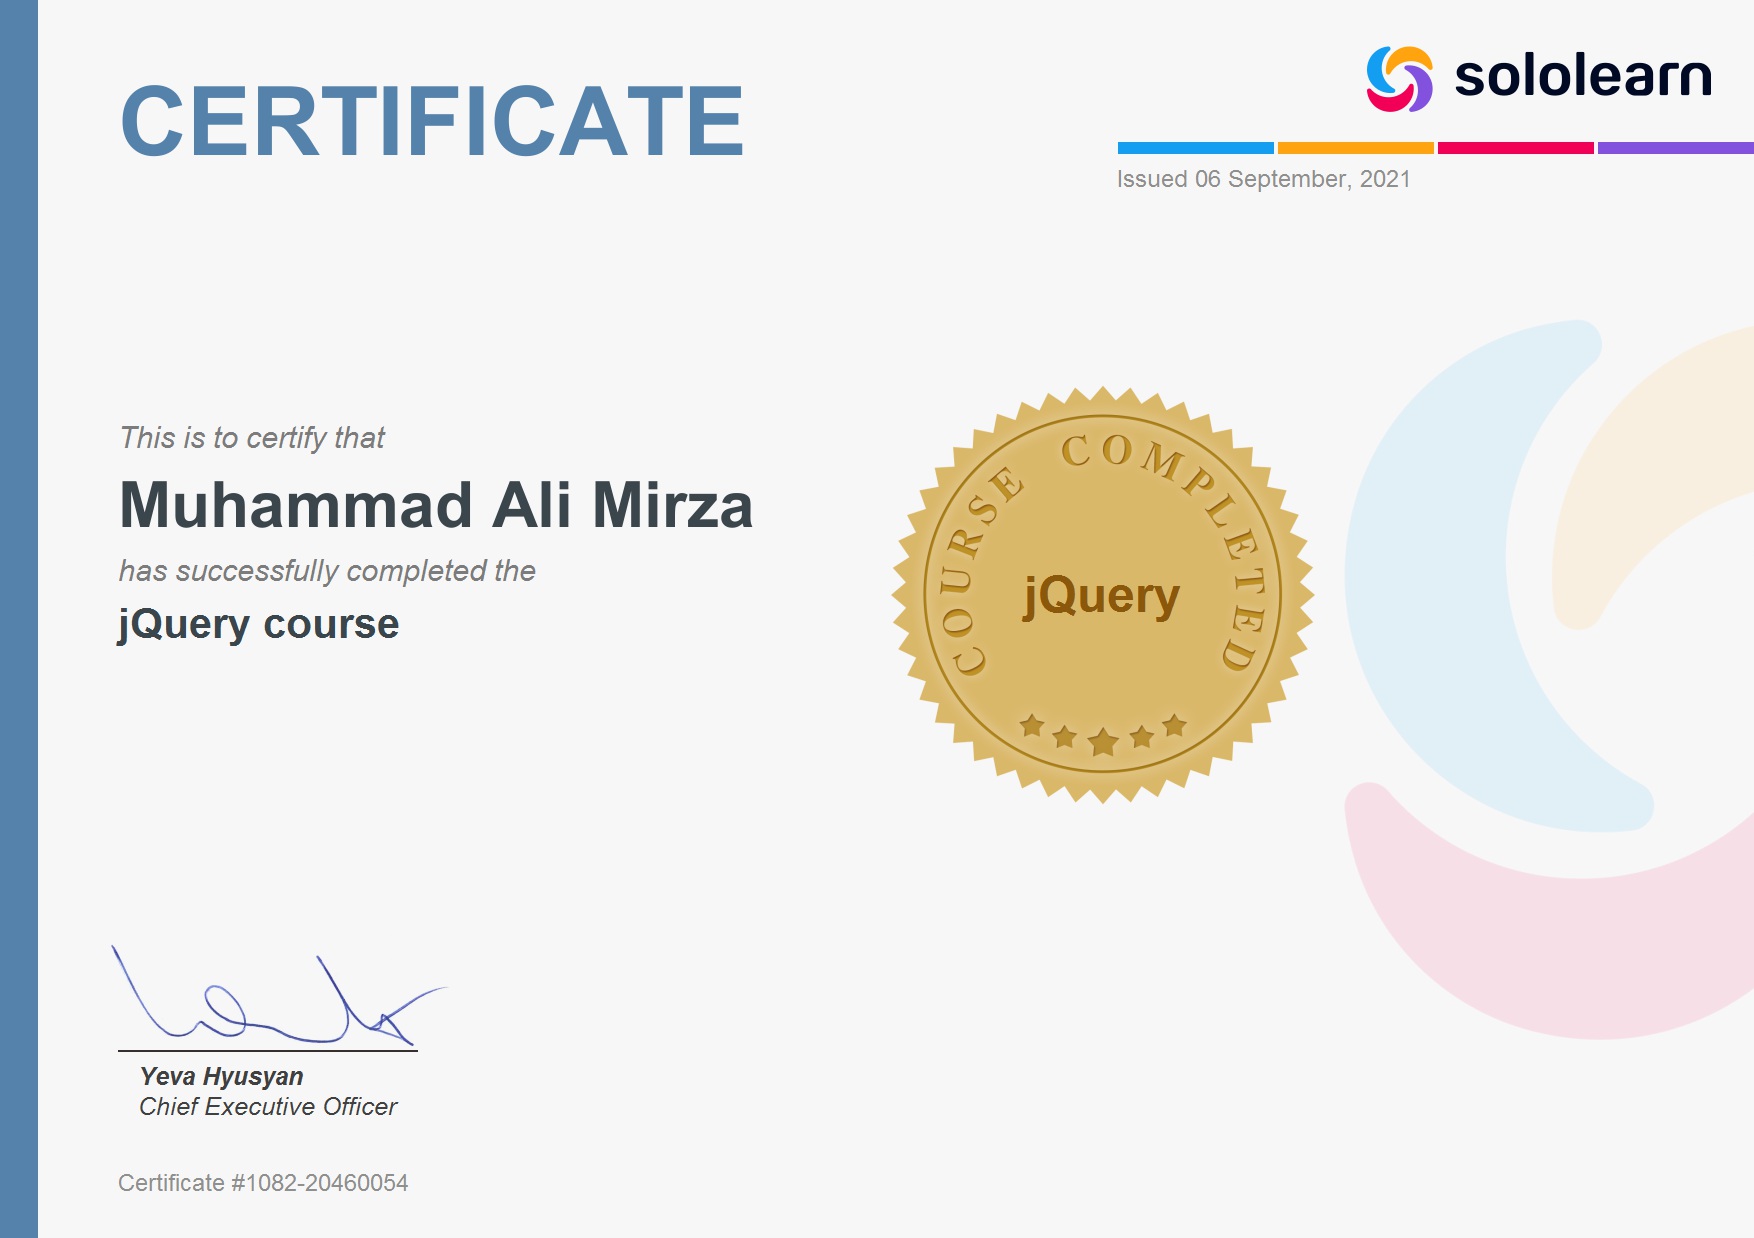 CERTIFICATE
sololearn
Issued 06 September, 2021
This is to certify that
Muhammad Ali Mirza
has successfully completed the
jQuery course
COURSE COMPLETED
jQuery
Yeva Hyusyan
Chief Executive Officer
Certificate #1082-20460054